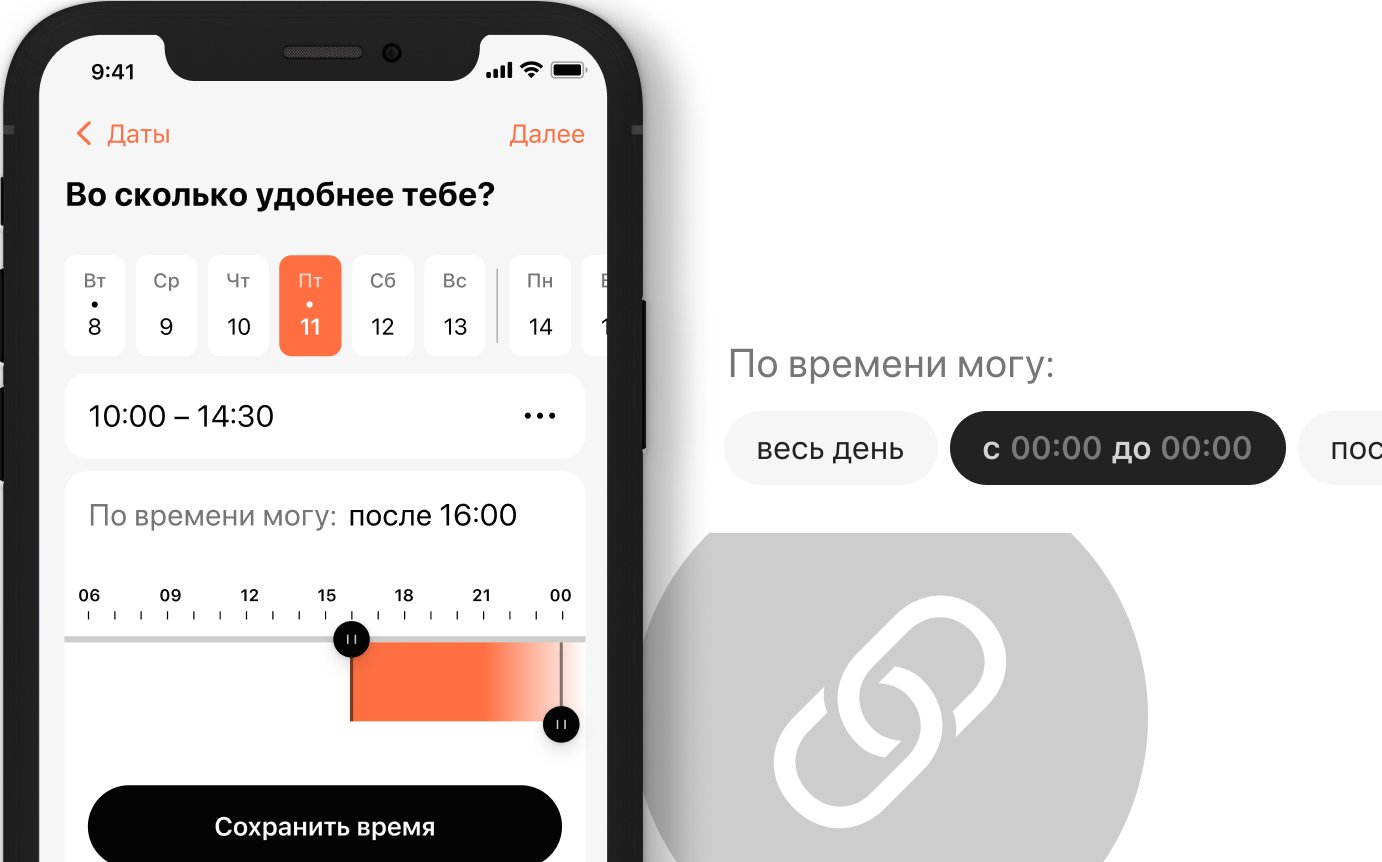 9:41
Даты
Далее
Во сколько удобнее тебе?
Вт Ср Чт Пт Сб Вс Пн
8 9 10 11 12 13 14
10:00 – 14:30
По времени могу: после 16:00
06 09 12 15 18 21 00
Сохранить время
По времени могу:
весь день
с 00:00 до 00:00